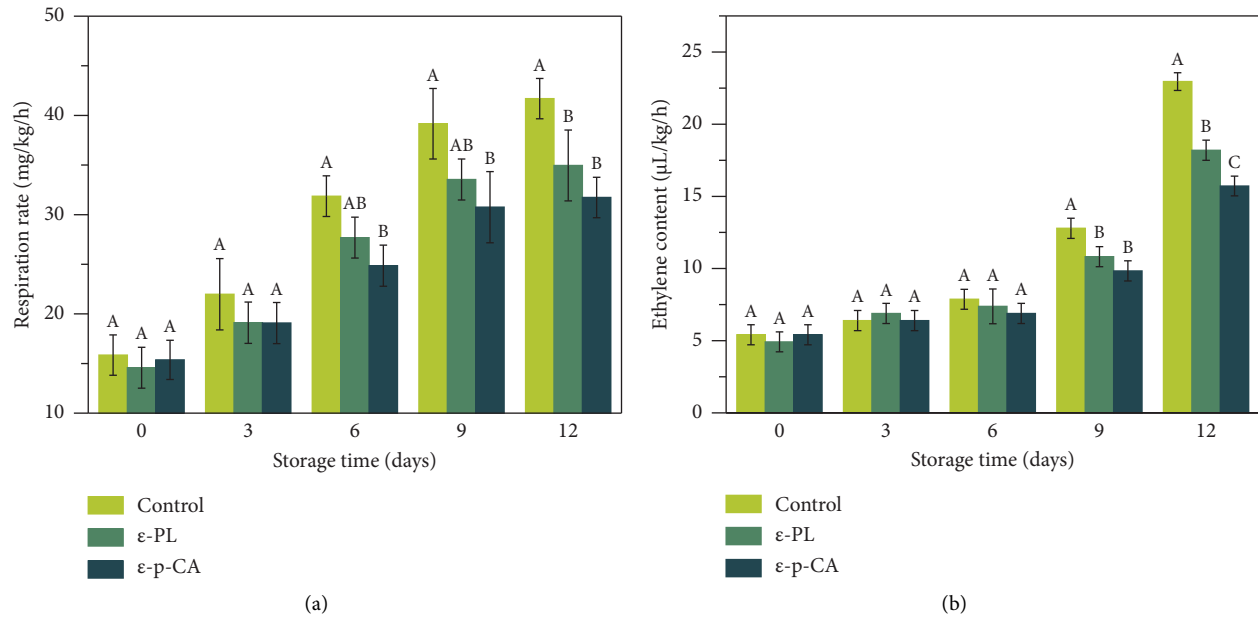 50
40
30
20
10
Respiration rate (mg/kg/h)
A
A
A
A
A
A
A
AB
B
A
AB
B
A
B
B
0
3
6
9
12
Storage time (days)
Control
ε-PL
ε-p-CA
(a)
25
20
15
10
5
0
Ethylene content (μL/kg/h)
A
A
A
A
A
A
A
A
A
A
B
B
A
B
C
0
3
6
9
12
Storage time (days)
Control
ε-PL
ε-p-CA
(b)